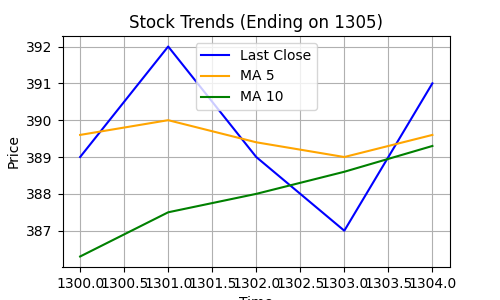 Stock Trends (Ending on 1305)
Last Close
MA 5
MA 10
Price
392
391
390
389
388
387
1300.0 1300.5 1301.0 1301.5 1302.0 1302.5 1303.0 1303.5 1304.0
Time